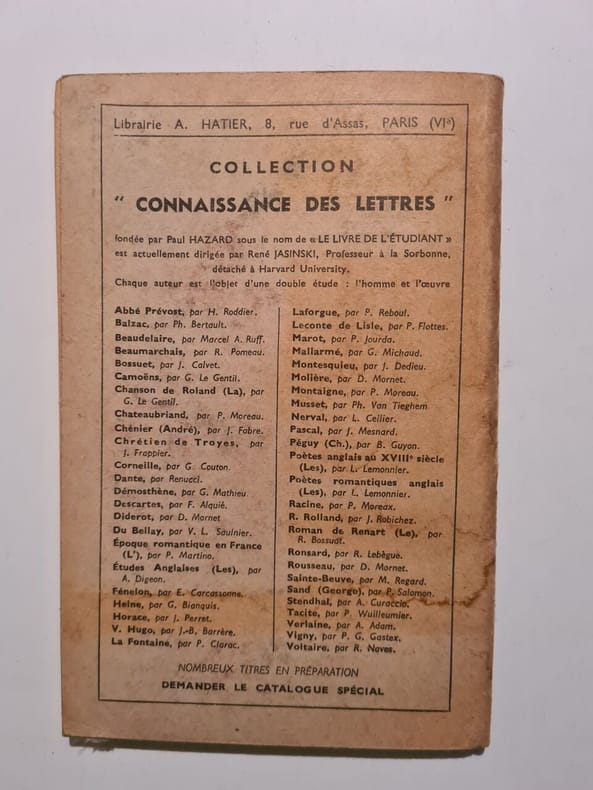 Librairie A. HATIER, 8, rue d'Assas, PARIS (VIᵉ)
COLLECTION
" CONNAISSANCE DES LETTRES "
fondée par Paul HAZARD sous le nom de « LE LIVRE DE L'ÉTUDIANT »
est actuellement dirigée par René JASINSKI, Professeur à la Sorbonne,
détaché à Harvard University.
Chaque auteur est l'objet d'une double étude : l'homme et l'œuvre
Abbé Prévost, par H. Roddier.
Balzac, par Ph. Bertault.
Beaudelaire, par Marcel A. Ruff.
Beaumarchais, par R. Pomeau.
Bossuet, par J. Calvet.
Camoëns, par G. Le Gentil.
Chanson de Roland (La), par
G. Le Gentil.
Chateaubriand, par P. Moreau.
Chénier (André), par J. Fabre.
Chrétien de Troyes, par
J. Frappier.
Corneille, par G. Couton.
Dante, par Renucci.
Démosthène, par G. Mathieu.
Descartes, par F. Alquié.
Diderot, par D. Mornet
Du Bellay, par V. L. Saulnier.
Époque romantique en France
(L'), par P. Martino.
Études Anglaises (Les), par
A. Digeon.
Fénelon, par E. Carcassonne.
Heine, par G. Bianquis.
Horace, par J. Perret.
V. Hugo, par J.-B. Barrère.
La Fontaine, par P. Clarac.
Laforgue, par P. Reboul.
Leconte de Lisle, par P. Flottes.
Marot, par P. Jourda.
Mallarmé, par G. Michaud.
Montesquieu, par J. Dedieu.
Molière, par D. Mornet.
Montaigne, par P. Moreau.
Musset, par Ph. Van Tieghem
Nerval, par L. Cellier.
Pascal, par J. Mesnard.
Péguy (Ch.), par B. Guyon.
Poètes anglais au XVIIIᵉ siècle
(Les), par L. Lemonnier.
Poètes romantiques anglais
(Les), par L. Lemonnier.
Racine, par P. Moreax.
R. Rolland, par J. Robichez.
Roman de Renart (Le), par
R. Bossuat.
Ronsard, par R. Lebègue.
Rousseau, par D. Mornet.
Sainte-Beuve, par M. Regard.
Sand (George), par P. Salomon.
Stendhal, par A. Caraccio.
Tacite, par P. Wuilleumier.
Verlaine, par A. Adam.
Vigny, par P. G. Castex.
Voltaire, par R. Naves.
NOMBREUX TITRES EN PRÉPARATION
DEMANDER LE CATALOGUE SPÉCIAL